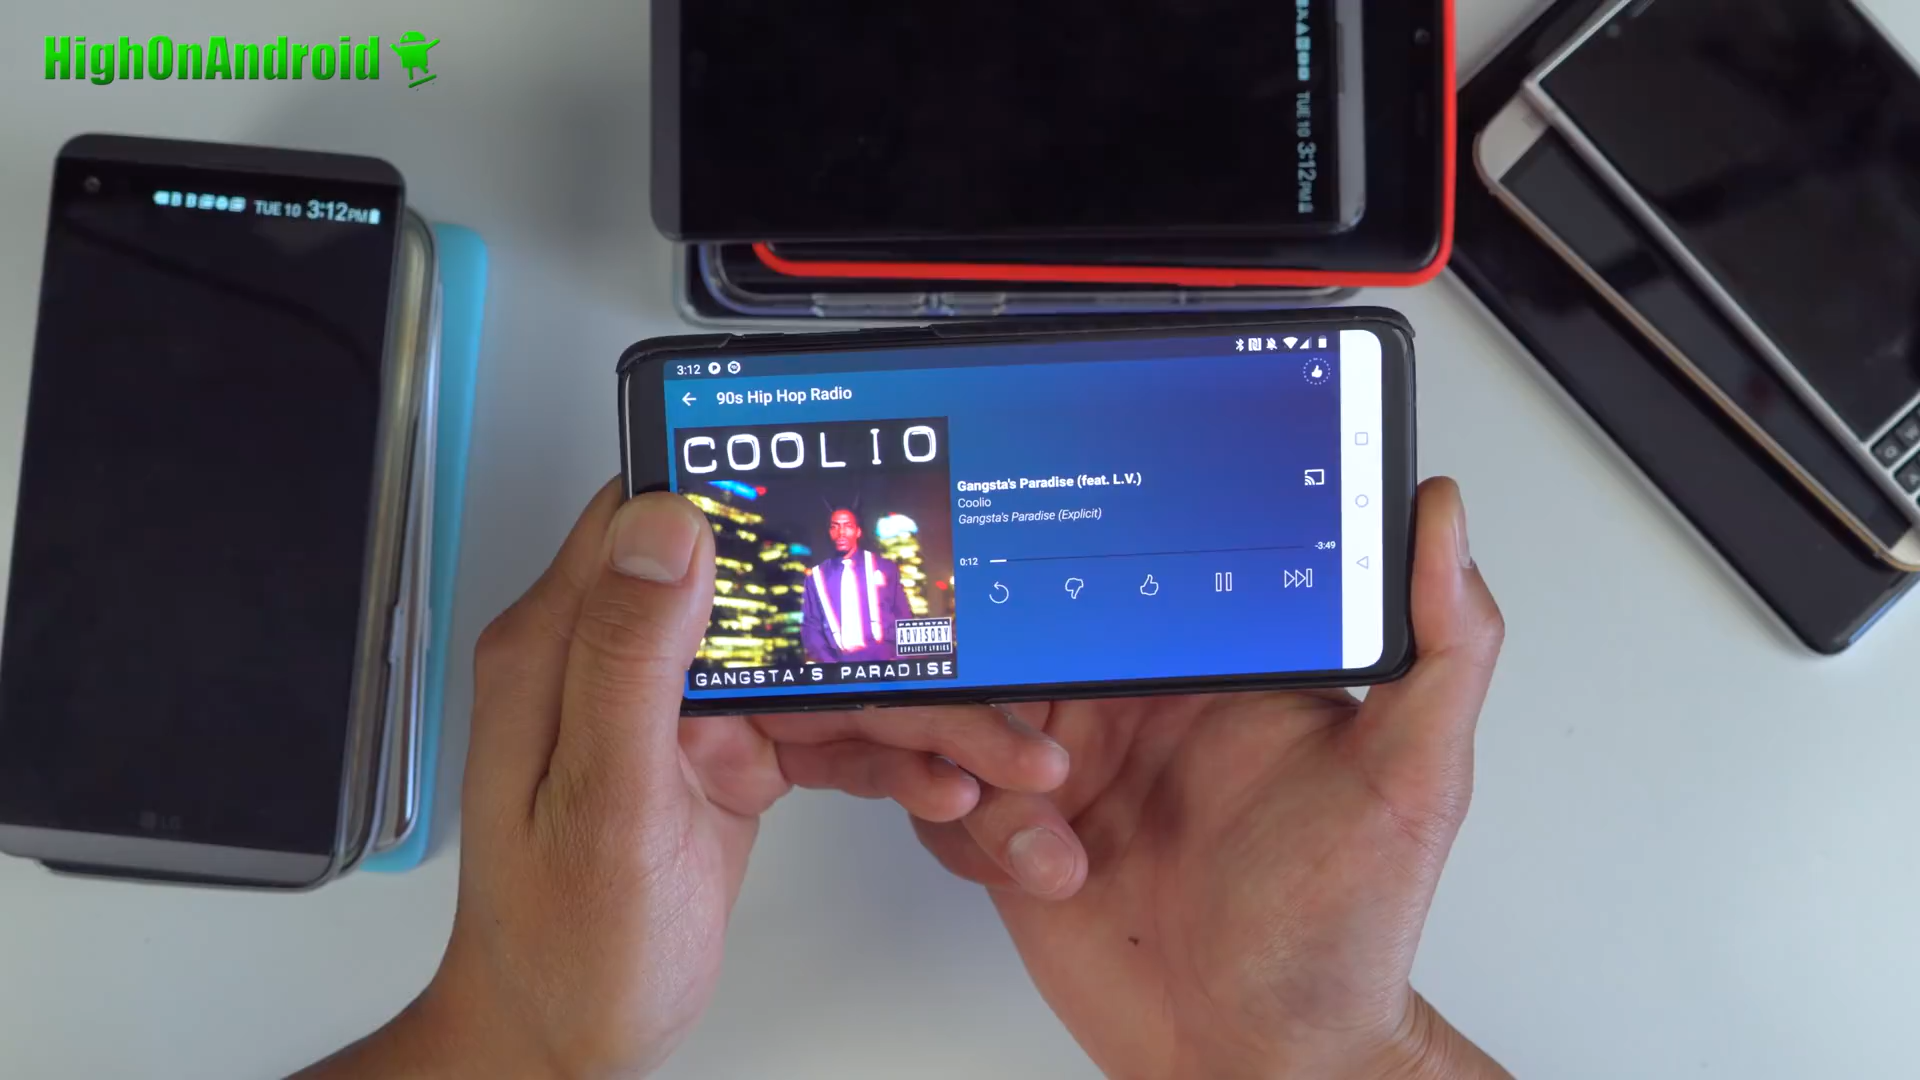 HighOnAndroid
TUE 10 3:12PM
TUE 10 3:12PM
LG
3:12
90s Hip Hop Radio
COOLIO
PARENTAL
ADVISORY
EXPLICIT LYRICS
GANGSTA'S PARADISE
Gangsta's Paradise (feat. L.V.)
Coolio
Gangsta's Paradise (Explicit)
0:12
-3:49
Q
W
A